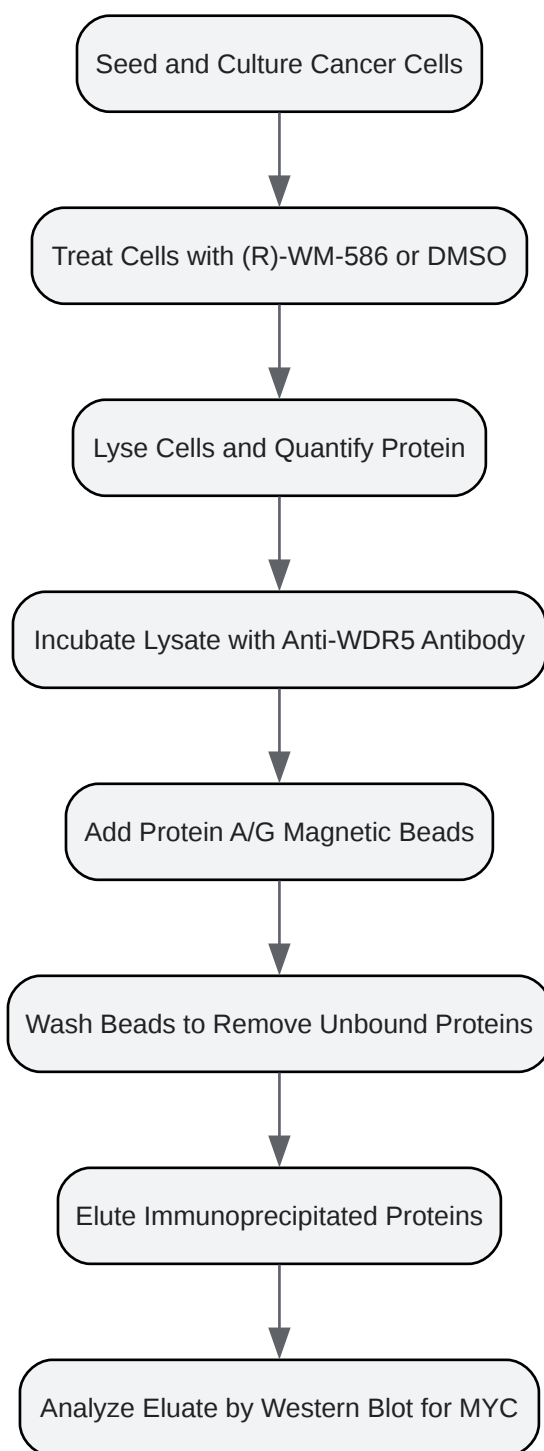 Seed and Culture Cancer Cells
Treat Cells with (R)-WM-586 or DMSO
Lyse Cells and Quantify Protein
Incubate Lysate with Anti-WDR5 Antibody
Add Protein A/G Magnetic Beads
Wash Beads to Remove Unbound Proteins
Elute Immunoprecipitated Proteins
Analyze Eluate by Western Blot for MYC